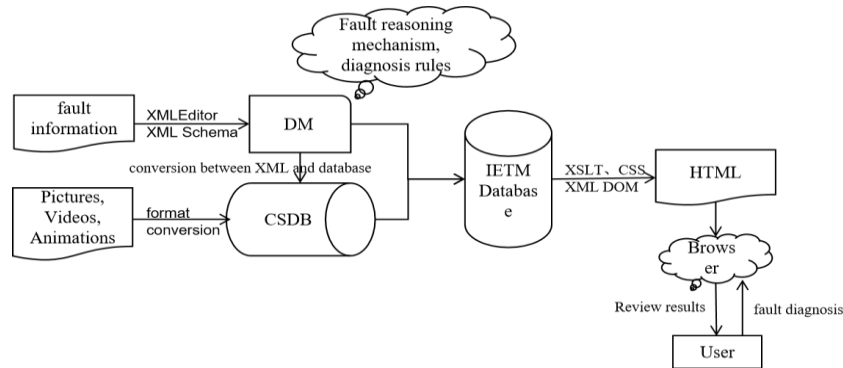 Fault reasoning
mechanism,
diagnosis rules
fault
information
XMLEditor
XML Schema
DM
conversion between XML and database
Pictures,
Videos,
Animations
format
conversion
CSDB
IETM
Databas
e
XSLT、CSS
XML DOM
HTML
Brows
er
Review results
fault diagnosis
User